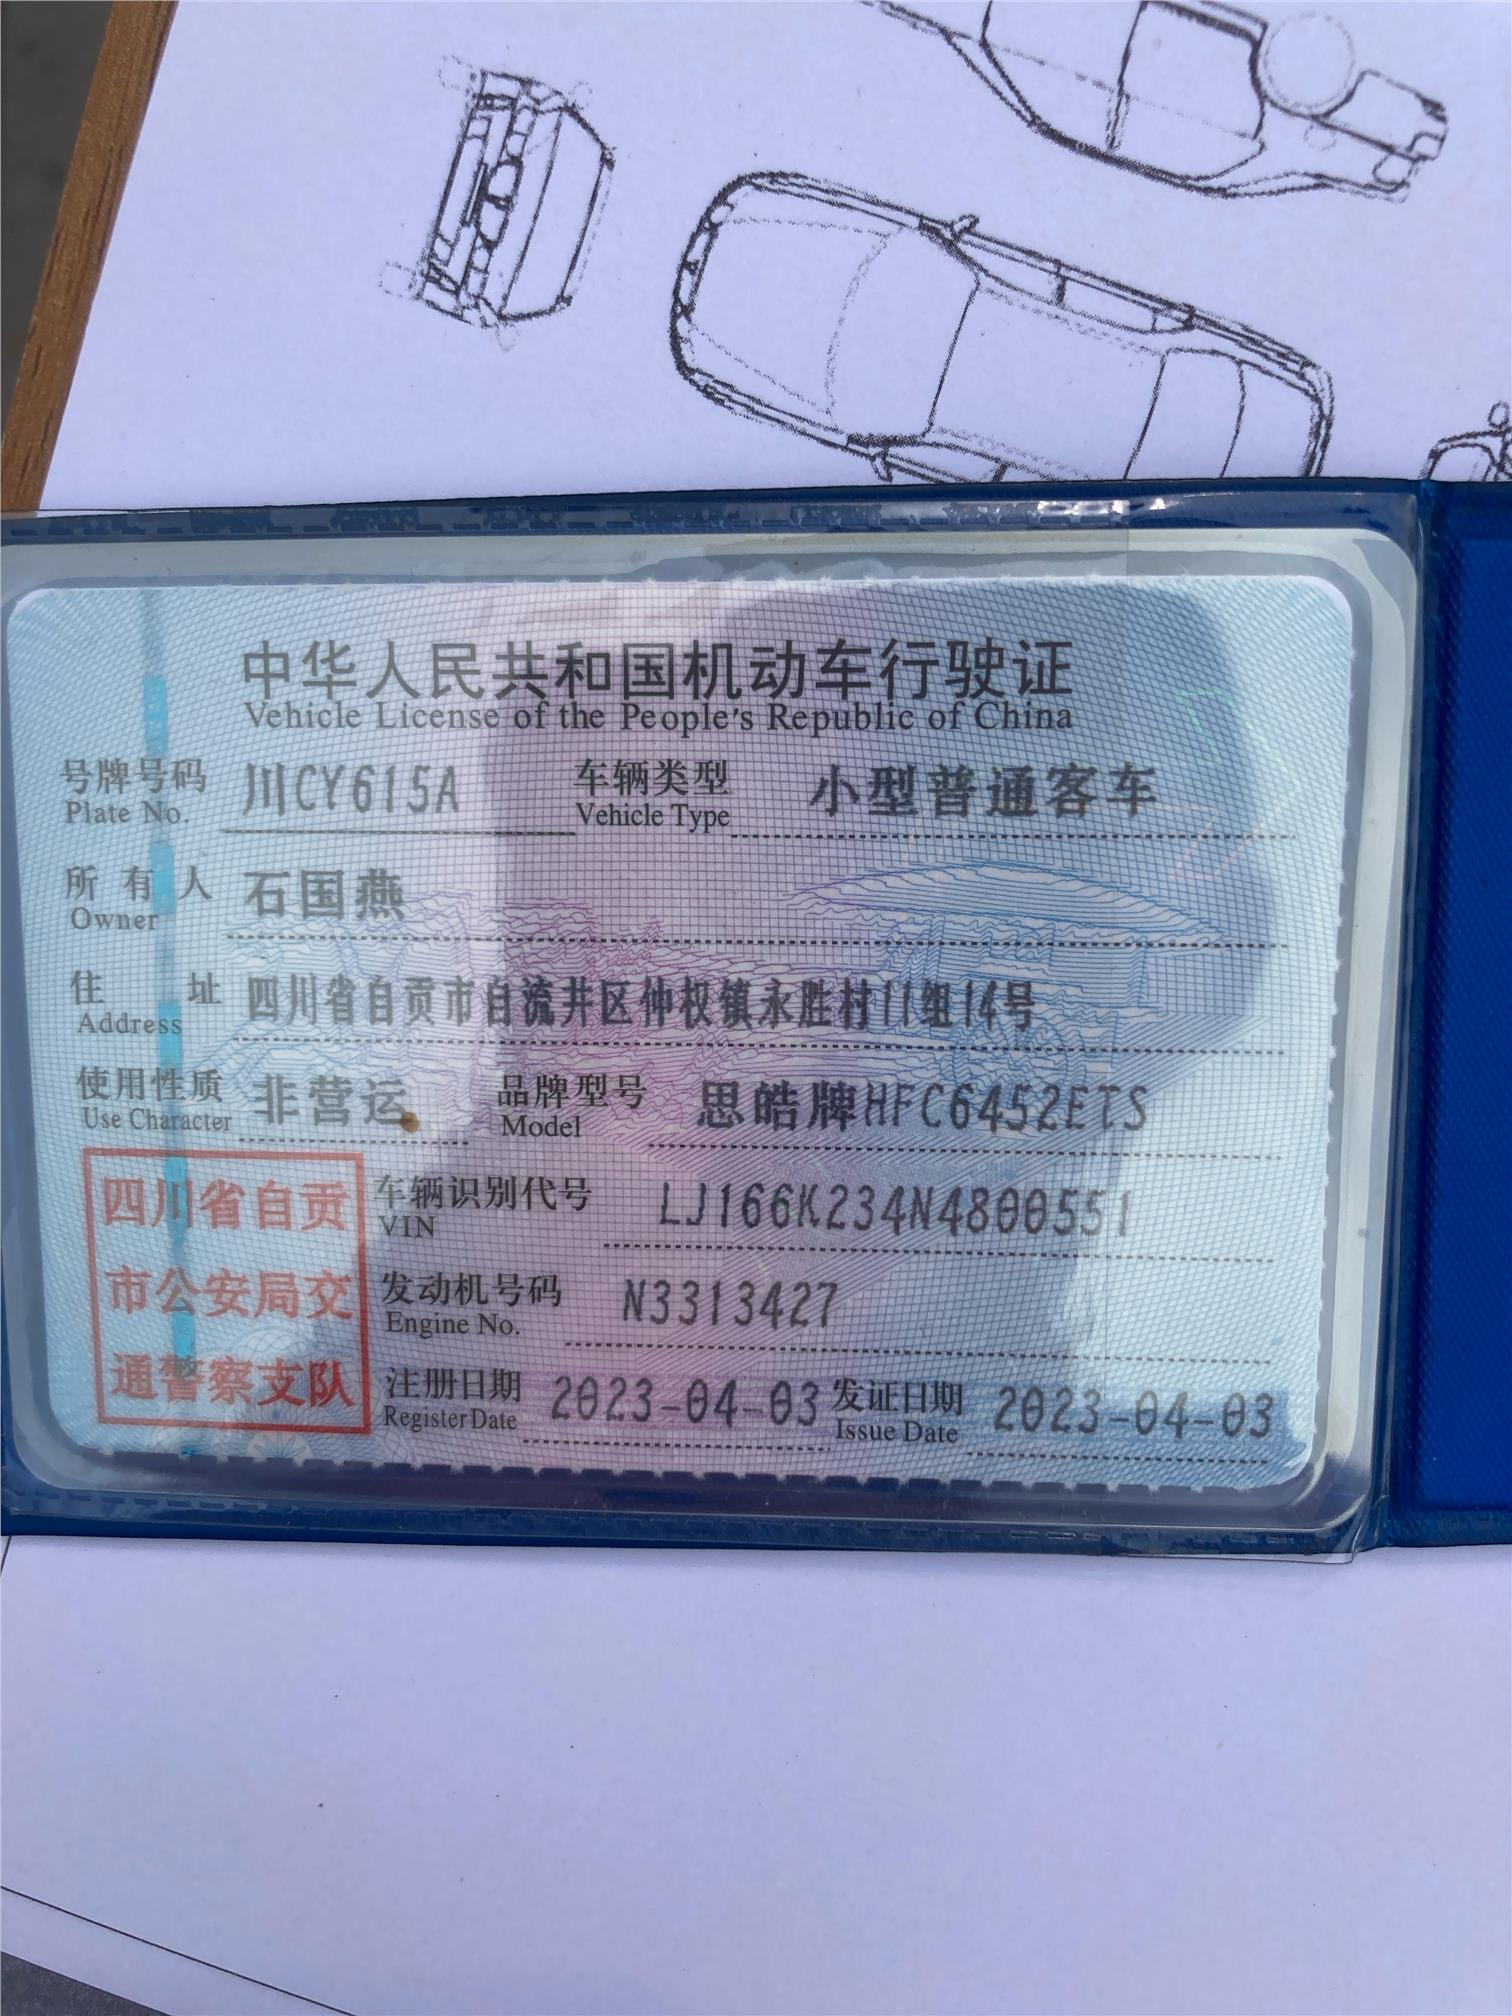 中华人民共和国机动车行驶证
Vehicle License of the People's Republic of China
号牌号码 川CY615A 车辆类型 小型普通客车
Plate No. Vehicle Type
所有人 石国燕
Owner
住址 四川省自贡市自流井区仲权镇永胜村11组14号
Address
使用性质 非营运 品牌型号 思皓牌HFC6452ETS
Use Character Model
四川省自贡
市公安局交
通警察支队
车辆识别代号 LJ166K234N4800551
VIN
发动机号码 N3313427
Engine No.
注册日期 2023-04-03 发证日期 2023-04-03
Register Date Issue Date